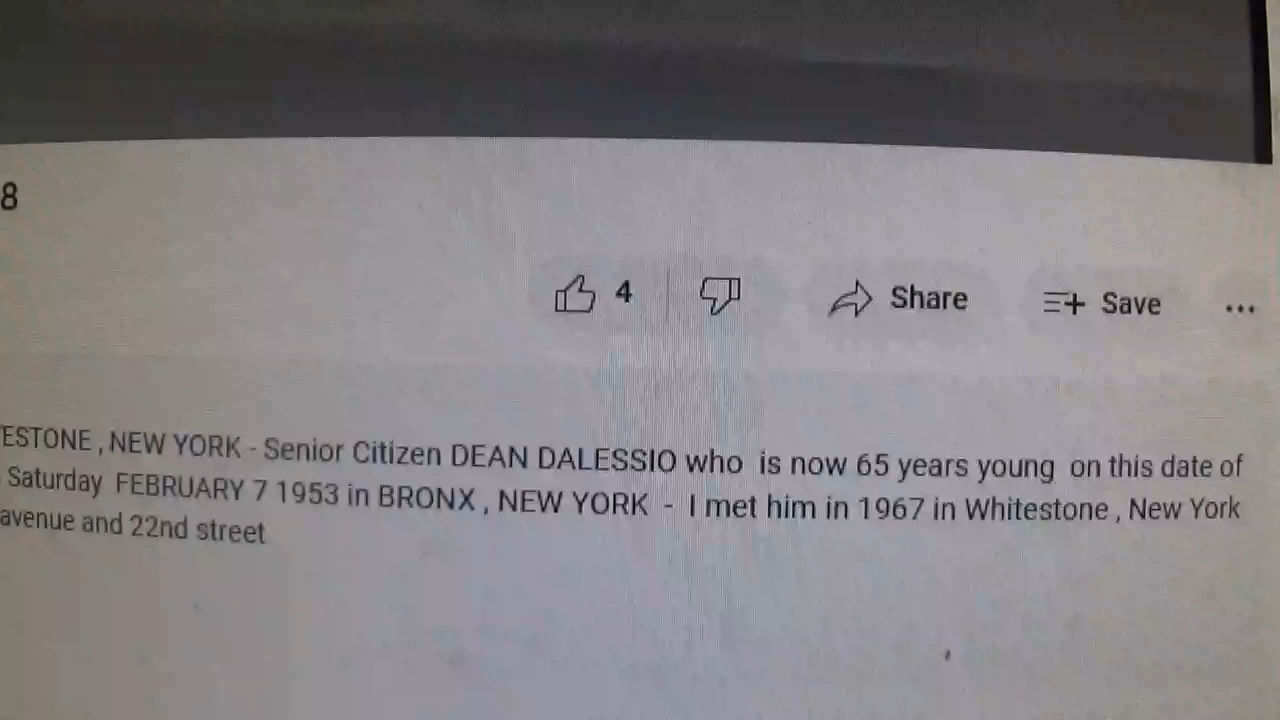 8
4 Share Save ...
ESTONE , NEW YORK - Senior Citizen DEAN DALESSIO who is now 65 years young on this date of
Saturday FEBRUARY 7 1953 in BRONX , NEW YORK - I met him in 1967 in Whitestone , New York
avenue and 22nd street